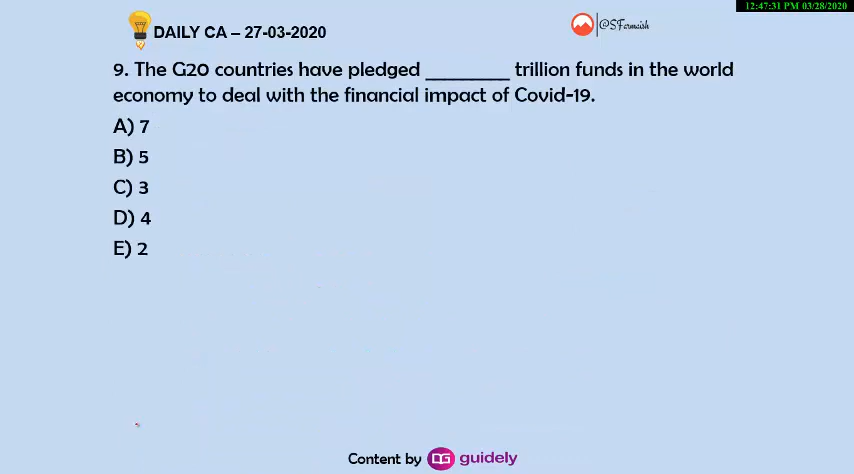 12:47:31 PM 03/28/2020
DAILY CA – 27-03-2020
@SFarmaish
9. The G20 countries have pledged ________ trillion funds in the world
economy to deal with the financial impact of Covid-19.
A) 7
B) 5
C) 3
D) 4
E) 2
Content by DG guidely